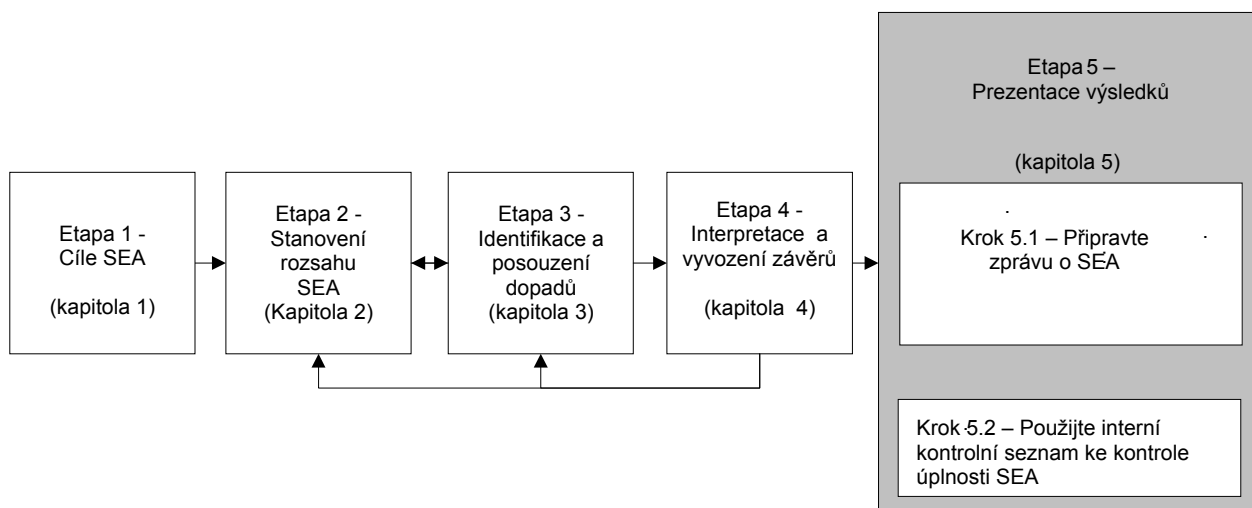 Etapa 1 -
Cíle SEA
(kapitola 1)
Etapa 2 -
Stanovení
rozsahu
SEA
(Kapitola 2)
Etapa 3 -
Identifikace a
posouzení
dopadů
(kapitola 3)
Etapa 4 -
Interpretace a
vyvození závěrů
(kapitola 4)
Etapa 5 –
Prezentace výsledků
(kapitola 5)
Krok 5.1 – Připravte
zprávu o SEA
Krok 5.2 – Použijte interní
kontrolní seznam ke kontrole
úplnosti SEA